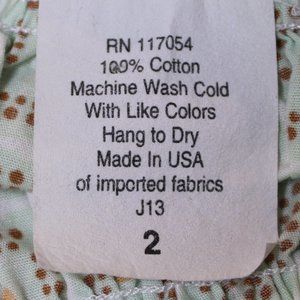 RN 117054
100% Cotton
Machine Wash Cold
With Like Colors
Hang to Dry
Made In USA
of imported fabrics
J13
2